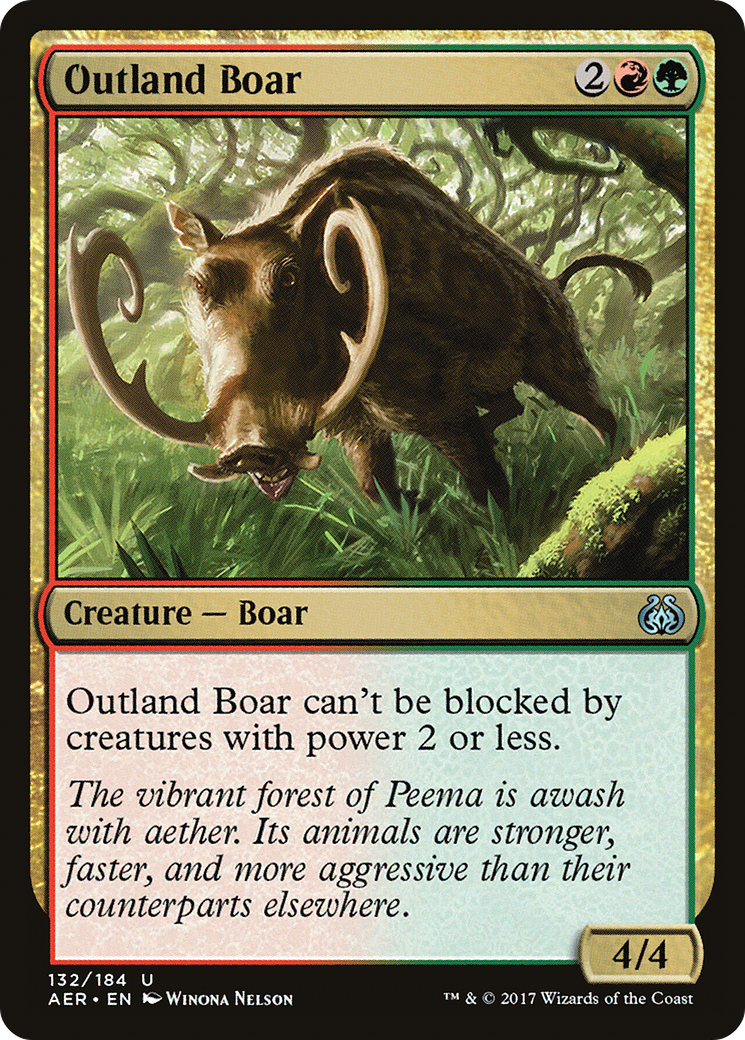 Outland Boar 2
Creature — Boar
Outland Boar can't be blocked by
creatures with power 2 or less.
The vibrant forest of Peema is awash
with aether. Its animals are stronger,
faster, and more aggressive than their
counterparts elsewhere.
4/4
132/184 U
AER • EN Winona Nelson ™ & © 2017 Wizards of the Coast